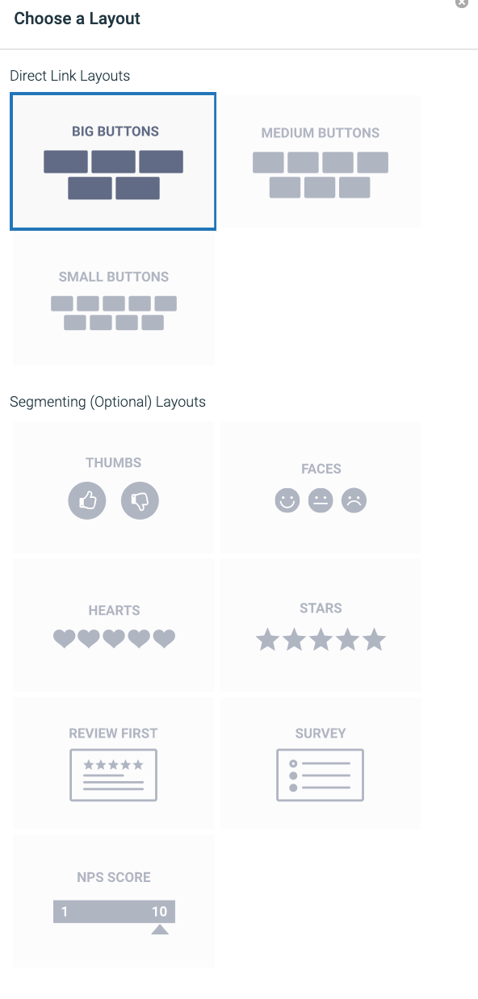 Choose a Layout
Direct Link Layouts
BIG BUTTONS
MEDIUM BUTTONS
SMALL BUTTONS
Segmenting (Optional) Layouts
THUMBS
FACES
HEARTS
STARS
REVIEW FIRST
SURVEY
NPS SCORE
1 10